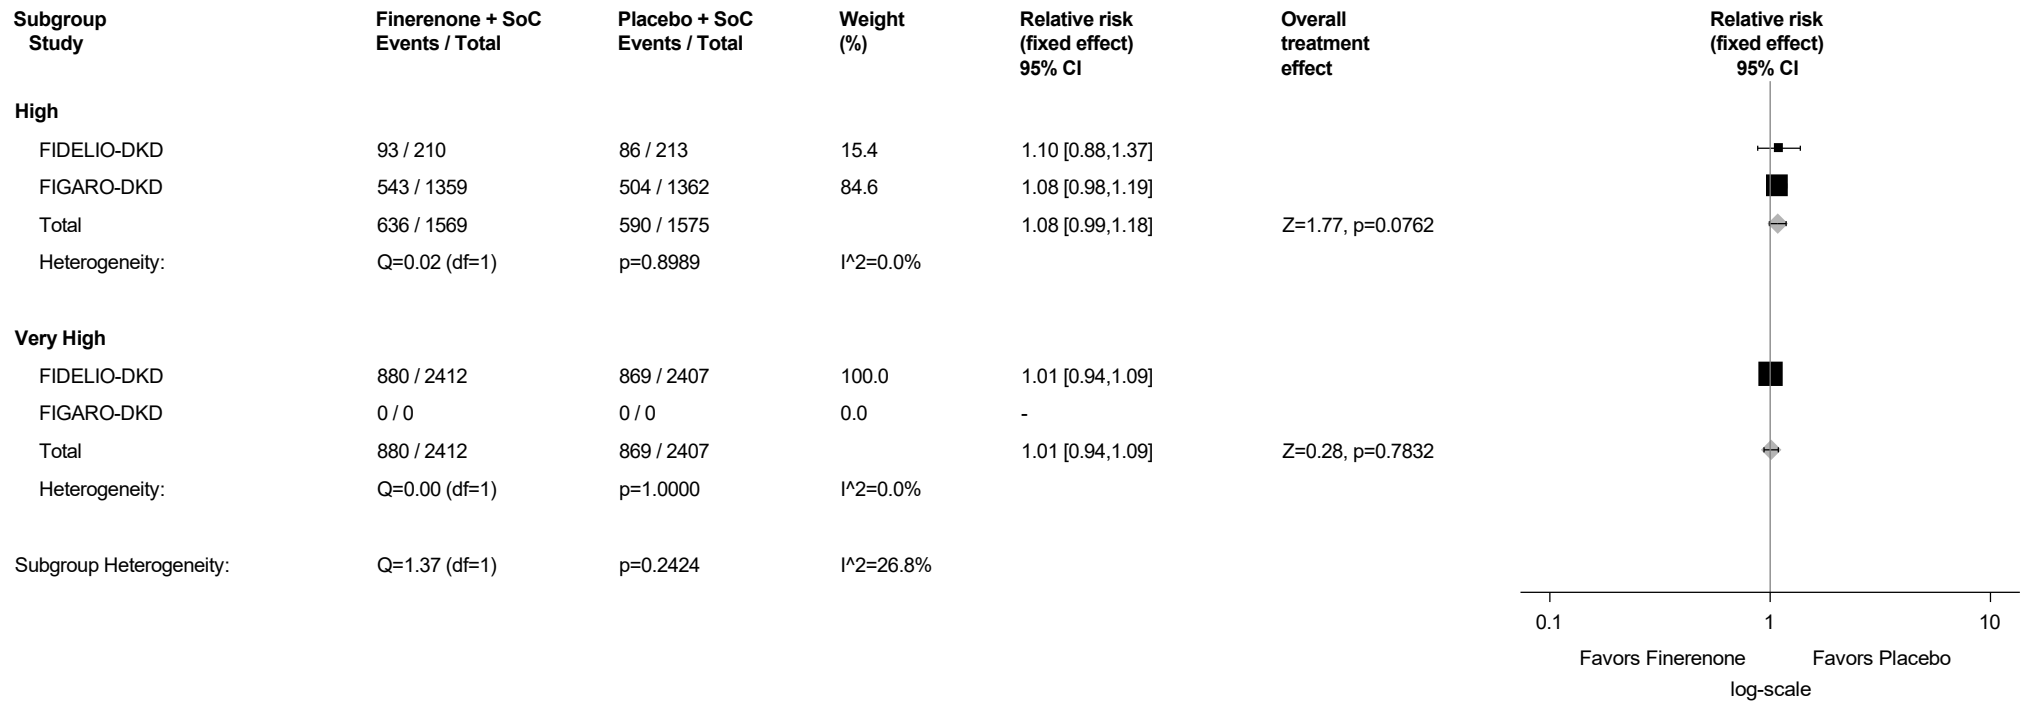 Subgroup Finerenone + SoC Placebo + SoC Weight Relative risk Overall Relative risk
Study Events / Total Events / Total (%) (fixed effect) treatment (fixed effect)
95% CI effect 95% CI
High
FIDELIO-DKD 93 / 210 86 / 213 15.4 1.10 [0.88,1.37]
FIGARO-DKD 543 / 1359 504 / 1362 84.6 1.08 [0.98,1.19]
Total 636 / 1569 590 / 1575 1.08 [0.99,1.18] Z=1.77, p=0.0762
Heterogeneity: Q=0.02 (df=1) p=0.8989 I^2=0.0%
Very High
FIDELIO-DKD 880 / 2412 869 / 2407 100.0 1.01 [0.94,1.09]
FIGARO-DKD 0 / 0 0 / 0 0.0 -
Total 880 / 2412 869 / 2407 1.01 [0.94,1.09] Z=0.28, p=0.7832
Heterogeneity: Q=0.00 (df=1) p=1.0000 I^2=0.0%
Subgroup Heterogeneity: Q=1.37 (df=1) p=0.2424 I^2=26.8%
0.1 1 10
Favors Finerenone Favors Placebo
log-scale